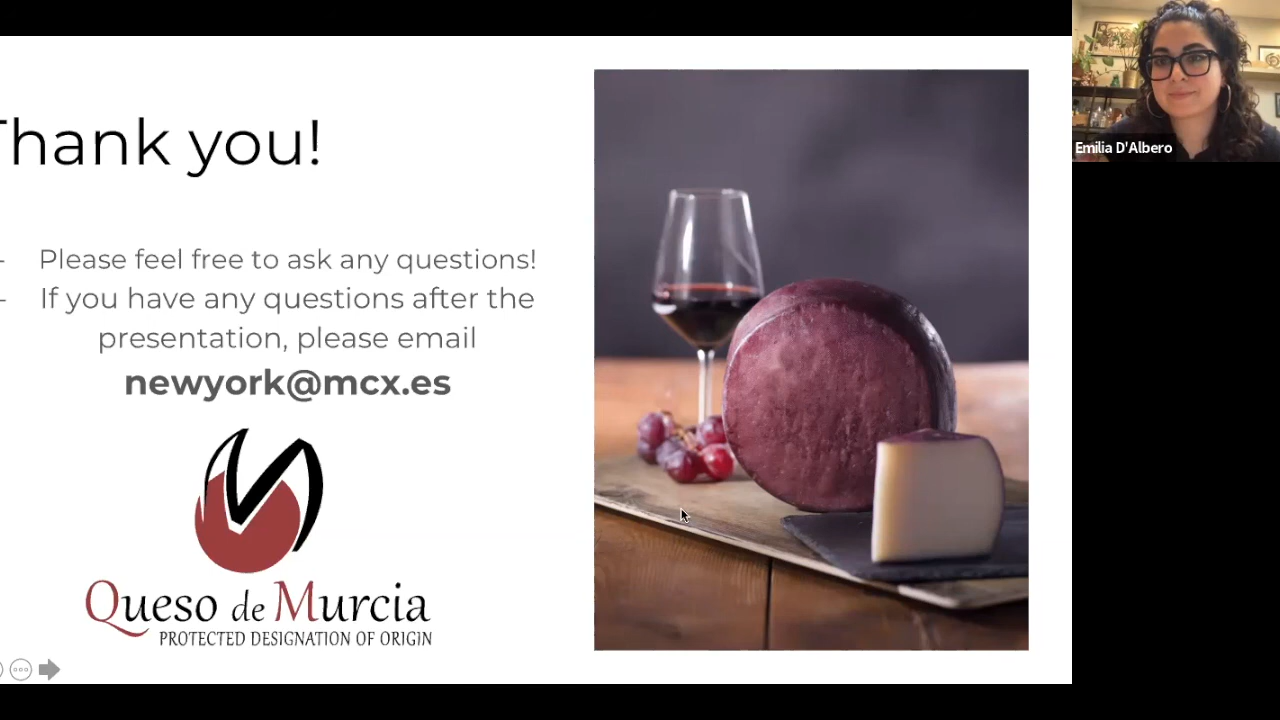 Thank you!
- Please feel free to ask any questions!
- If you have any questions after the
presentation, please email
newyork@mcx.es
Queso de Murcia
PROTECTED DESIGNATION OF ORIGIN
Emilia D'Albero